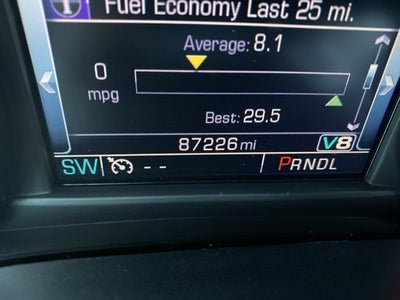 Fuel Economy Last 25 mi.
Average: 8.1
0
mpg
Best: 29.5
87226 mi
V8
SW -- PRNDL